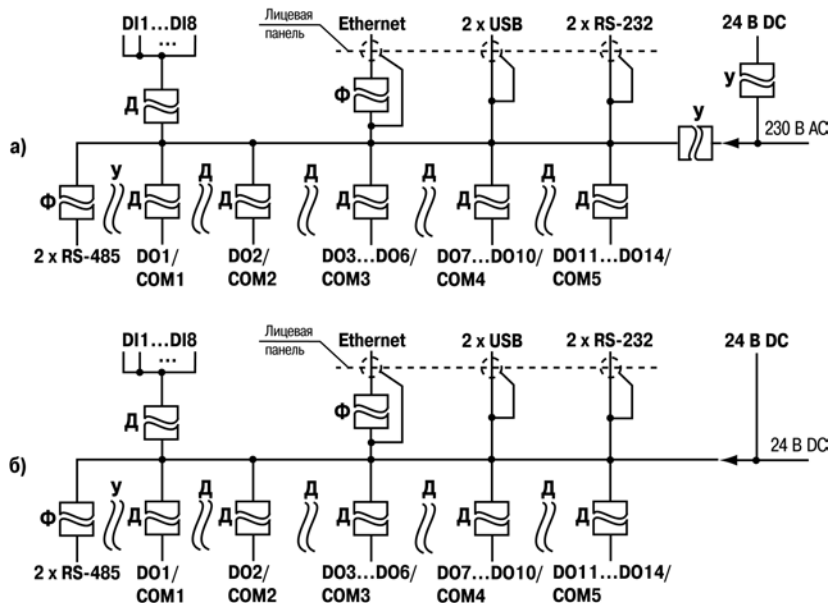 DI1...DI8
...
Лицевая
панель
Ethernet
2 x USB
2 x RS-232
24 В DC
Д
Ф
У
У
230 В AC
а)
Ф
У
Д
Д
Д
Д
Д
Д
Д
Д
Д
2 x RS-485
DO1/
COM1
DO2/
COM2
DO3...DO6/
COM3
DO7...DO10/
COM4
DO11...DO14/
COM5
DI1...DI8
...
Лицевая
панель
Ethernet
2 x USB
2 x RS-232
24 В DC
Д
Ф
24 В DC
б)
Ф
У
Д
Д
Д
Д
Д
Д
Д
Д
Д
2 x RS-485
DO1/
COM1
DO2/
COM2
DO3...DO6/
COM3
DO7...DO10/
COM4
DO11...DO14/
COM5